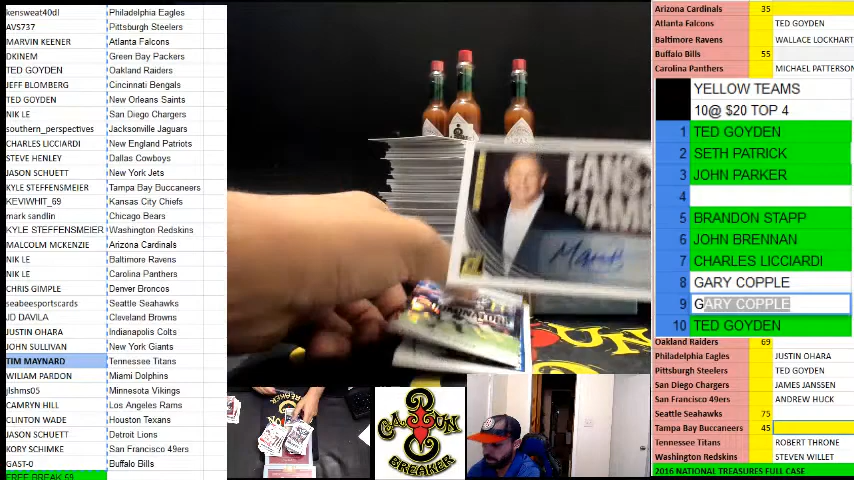 kensweat40dl Philadelphia Eagles
AVS737 Pittsburgh Steelers
MARVIN KEENER Atlanta Falcons
DKINEM Green Bay Packers
TED GOYDEN Oakland Raiders
JEFF BLOMBERG Cincinnati Bengals
TED GOYDEN New Orleans Saints
NIK LE San Diego Chargers
southern_perspectives Jacksonville Jaguars
CHARLES LICCIARDI New England Patriots
STEVE HENLEY Dallas Cowboys
JASON SCHUETT New York Jets
KYLE STEFFENSMEIER Tampa Bay Buccaneers
KEVIWHIT_69 Kansas City Chiefs
mark sandlin Chicago Bears
KYLE STEFFENSMEIER Washington Redskins
MALCOLM MCKENZIE Arizona Cardinals
NIK LE Baltimore Ravens
NIK LE Carolina Panthers
CHRIS GIMPLE Denver Broncos
seabeesportscards Seattle Seahawks
JD DAVILA Cleveland Browns
JUSTIN OHARA Indianapolis Colts
JOHN SULLIVAN New York Giants
TIM MAYNARD Tennessee Titans
WILIAM PARDON Miami Dolphins
jlshms05 Minnesota Vikings
CAMRYN HILL Los Angeles Rams
CLINTON WADE Houston Texans
JASON SCHUETT Detroit Lions
KORY SCHIMKE San Francisco 49ers
GAST-0 Buffalo Bills
FREE BREAK 59
FANS
GAME
CAJUN
BREAKER
Arizona Cardinals 35
Atlanta Falcons TED GOYDEN
Baltimore Ravens WALLACE LOCKHART
Buffalo Bills 55
Carolina Panthers MICHAEL PATTERSON
YELLOW TEAMS
10@ $20 TOP 4
1 TED GOYDEN
2 SETH PATRICK
3 JOHN PARKER
4
5 BRANDON STAPP
6 JOHN BRENNAN
7 CHARLES LICCIARDI
8 GARY COPPLE
9 GARY COPPLE
10 TED GOYDEN
Oakland Raiders 69
Philadelphia Eagles JUSTIN OHARA
Pittsburgh Steelers TED GOYDEN
San Diego Chargers JAMES JANSSEN
San Francisco 49ers ANDREW HUCK
Seattle Seahawks 75
Tampa Bay Buccaneers 45
Tennessee Titans ROBERT THRONE
Washington Redskins STEVEN WILLET
2016 NATIONAL TREASURES FULL CASE